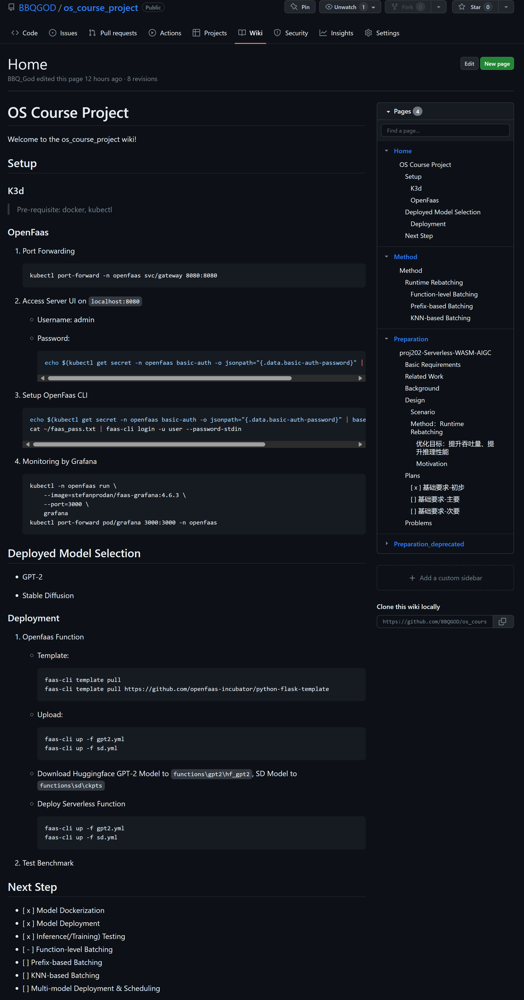 BBQGOD / os_course_project Public
Pin
Unwatch 1
Fork 0
Star 0
Code
Issues
Pull requests
Actions
Projects
Wiki
Security
Insights
Settings
Home
Edit
New page
BBQ_God edited this page 12 hours ago · 8 revisions
OS Course Project
Welcome to the os_course_project wiki!
Setup
K3d
Pre-requisite: docker, kubectl
OpenFaas
1. Port Forwarding
kubectl port-forward -n openfaas svc/gateway 8080:8080
2. Access Server UI on localhost:8080
Username: admin
Password:
echo $(kubectl get secret -n openfaas basic-auth -o jsonpath="{.data.basic-auth-password}" |
3. Setup OpenFaas CLI
echo $(kubectl get secret -n openfaas basic-auth -o jsonpath="{.data.basic-auth-password}" | base
cat ~/faas_pass.txt | faas-cli login -u user --password-stdin
4. Monitoring by Grafana
kubectl -n openfaas run \
--image=stefanprodan/faas-grafana:4.6.3 \
--port=3000 \
grafana
kubectl port-forward pod/grafana 3000:3000 -n openfaas
Deployed Model Selection
GPT-2
Stable Diffusion
Deployment
1. Openfaas Function
Template:
faas-cli template pull
faas-cli template pull https://github.com/openfaas-incubator/python-flask-template
Upload:
faas-cli up -f gpt2.yml
faas-cli up -f sd.yml
Download Huggingface GPT-2 Model to functions\gpt2\hf_gpt2 , SD Model to
functions\sd\ckpts
Deploy Serverless Function
faas-cli up -f gpt2.yml
faas-cli up -f sd.yml
2. Test Benchmark
Next Step
[ x ] Model Dockerization
[ x ] Model Deployment
[ x ] Inference(/Training) Testing
[ - ] Function-level Batching
[ ] Prefix-based Batching
[ ] KNN-based Batching
[ ] Multi-model Deployment & Scheduling
Pages 4
Find a page...
Home
OS Course Project
Setup
K3d
OpenFaas
Deployed Model Selection
Deployment
Next Step
Method
Method
Runtime Rebatching
Function-level Batching
Prefix-based Batching
KNN-based Batching
Preparation
proj202-Serverless-WASM-AIGC
Basic Requirements
Related Work
Background
Design
Scenario
Method：Runtime
Rebatching
优化目标：提升吞吐量、提
升推理性能
Motivation
Plans
[ x ] 基础要求-初步
[ ] 基础要求-主要
[ ] 基础要求-次要
Problems
Preparation_deprecated
Add a custom sidebar
Clone this wiki locally
https://github.com/BBQGOD/os_cours